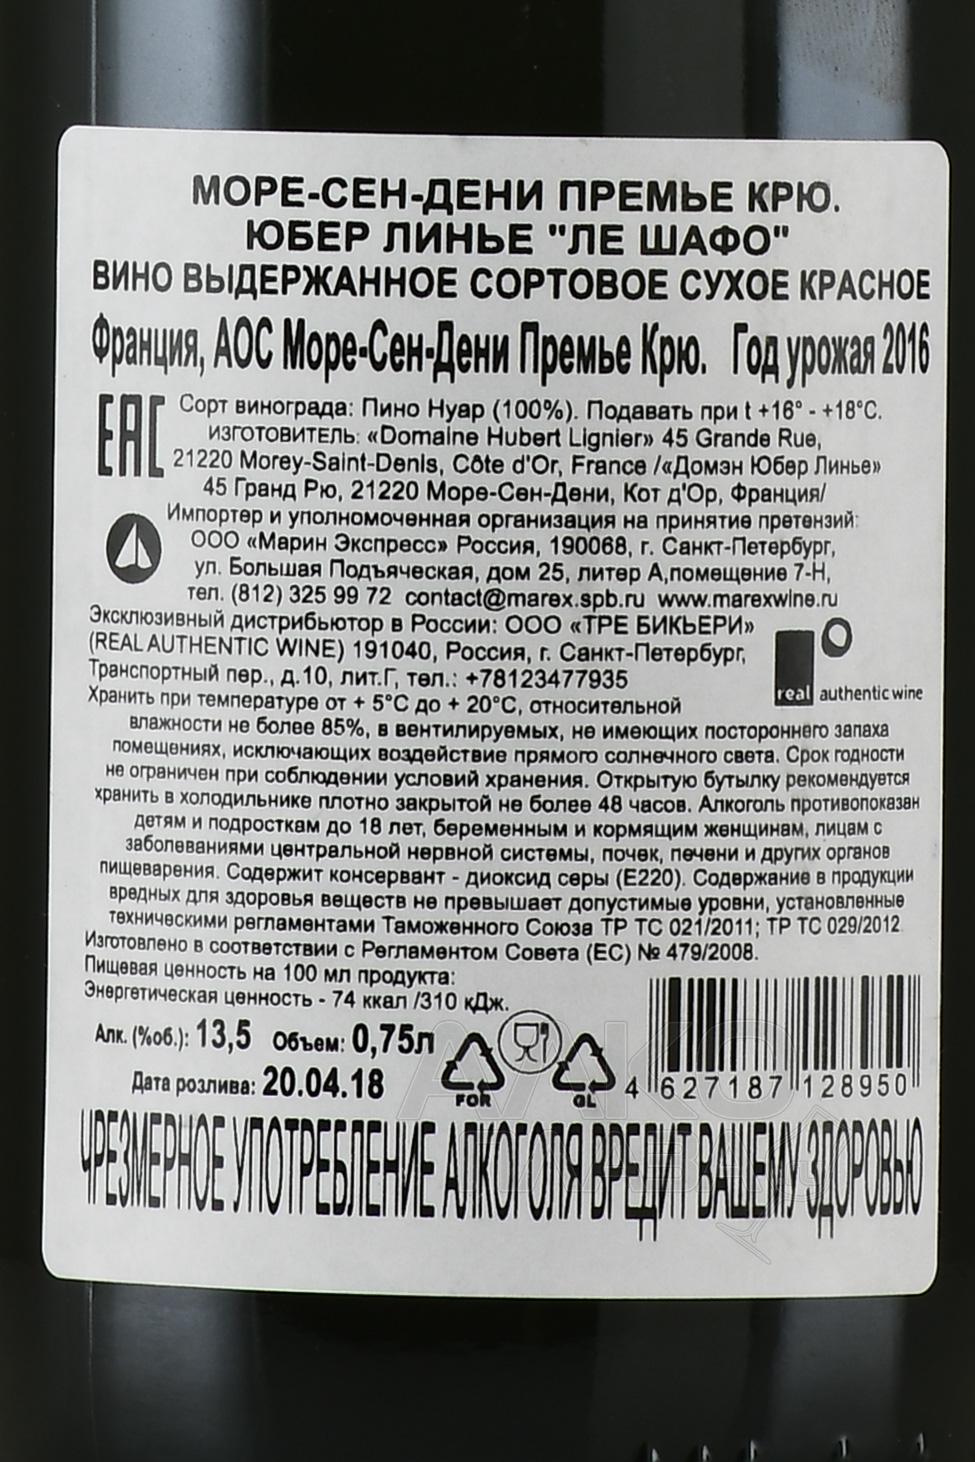 МОРЕ-СЕН-ДЕНИ ПРЕМЬЕ КРЮ.
ЮБЕР ЛИНЬЕ "ЛЕ ШАФО"
ВИНО ВЫДЕРЖАННОЕ СОРТОВОЕ СУХОЕ КРАСНОЕ
Франция, АОС Море-Сен-Дени Премье Крю. Год урожая 2016
EAC
Сорт винограда: Пино Нуар (100%). Подавать при t +16° - +18°С.
ИЗГОТОВИТЕЛЬ: «Domaine Hubert Lignier» 45 Grande Rue,
21220 Morey-Saint-Denis, Côte d'Or, France /«Домэн Юбер Линье»
45 Гранд Рю, 21220 Море-Сен-Дени, Кот д'Ор, Франция/
Импортер и уполномоченная организация на принятие претензий:
ООО «Марин Экспресс» Россия, 190068, г. Санкт-Петербург,
ул. Большая Подъяческая, дом 25, литер А,помещение 7-Н,
тел. (812) 325 99 72 contact@marex.spb.ru www.marexwine.ru
Эксклюзивный дистрибьютор в России: ООО «ТРЕ БИКЬЕРИ»
(REAL AUTHENTIC WINE) 191040, Россия, г. Санкт-Петербург,
Транспортный пер., д.10, лит.Г, тел.: +78123477935
real authentic wine
Хранить при температуре от + 5°С до + 20°С, относительной
влажности не более 85%, в вентилируемых, не имеющих постороннего запаха
помещениях, исключающих воздействие прямого солнечного света. Срок годности
не ограничен при соблюдении условий хранения. Открытую бутылку рекомендуется
хранить в холодильнике плотно закрытой не более 48 часов. Алкоголь противопоказан
детям и подросткам до 18 лет, беременным и кормящим женщинам, лицам с
заболеваниями центральной нервной системы, почек, печени и других органов
пищеварения. Содержит консервант - диоксид серы (Е220). Содержание в продукции
вредных для здоровья веществ не превышает допустимые уровни, установленные
техническими регламентами Таможенного Союза ТР ТС 021/2011; ТР ТС 029/2012
Изготовлено в соответствии с Регламентом Совета (ЕС) № 479/2008.
Пищевая ценность на 100 мл продукта:
Энергетическая ценность - 74 ккал /310 кДж.
Алк. (%об.): 13,5 Объем: 0,75л
Дата розлива: 20.04.18
FOR
GL
4 627187 128950
ЧРЕЗМЕРНОЕ УПОТРЕБЛЕНИЕ АЛКОГОЛЯ ВРЕДИТ ВАШЕМУ ЗДОРОВЬЮ